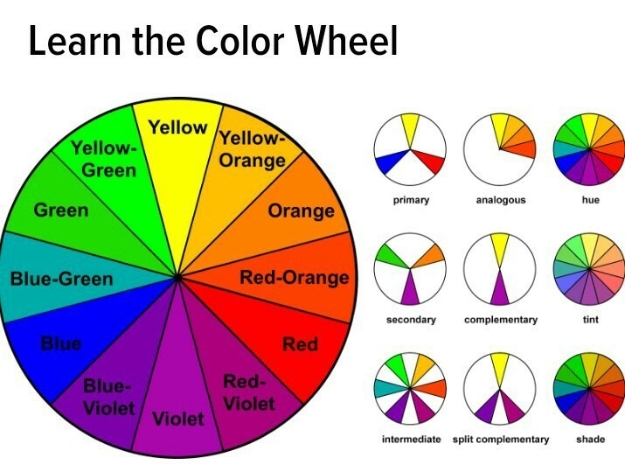 Learn the Color Wheel
Yellow
Yellow-
Orange
Orange
Red-Orange
Red
Red-
Violet
Violet
Blue-
Violet
Blue
Blue-Green
Green
Yellow-
Green
primary
analogous
hue
secondary
complementary
tint
intermediate
split complementary
shade